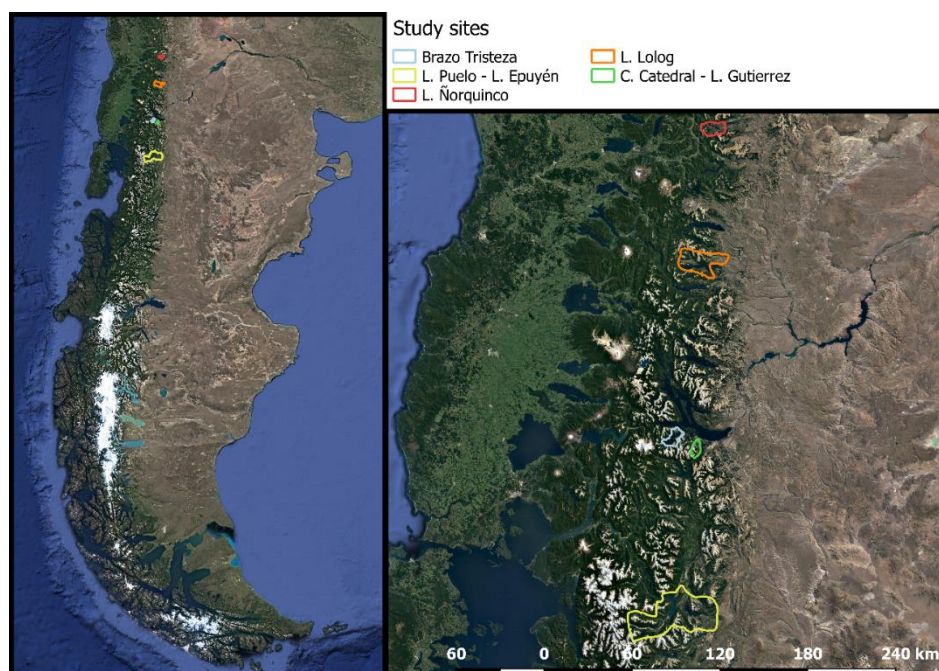 Study sites
Brazo Tristeza
L. Lolog
L. Puelo - L. Epuyén
C. Catedral - L. Gutierrez
L. Ñorquinco
60 0 60 120 180 240 km